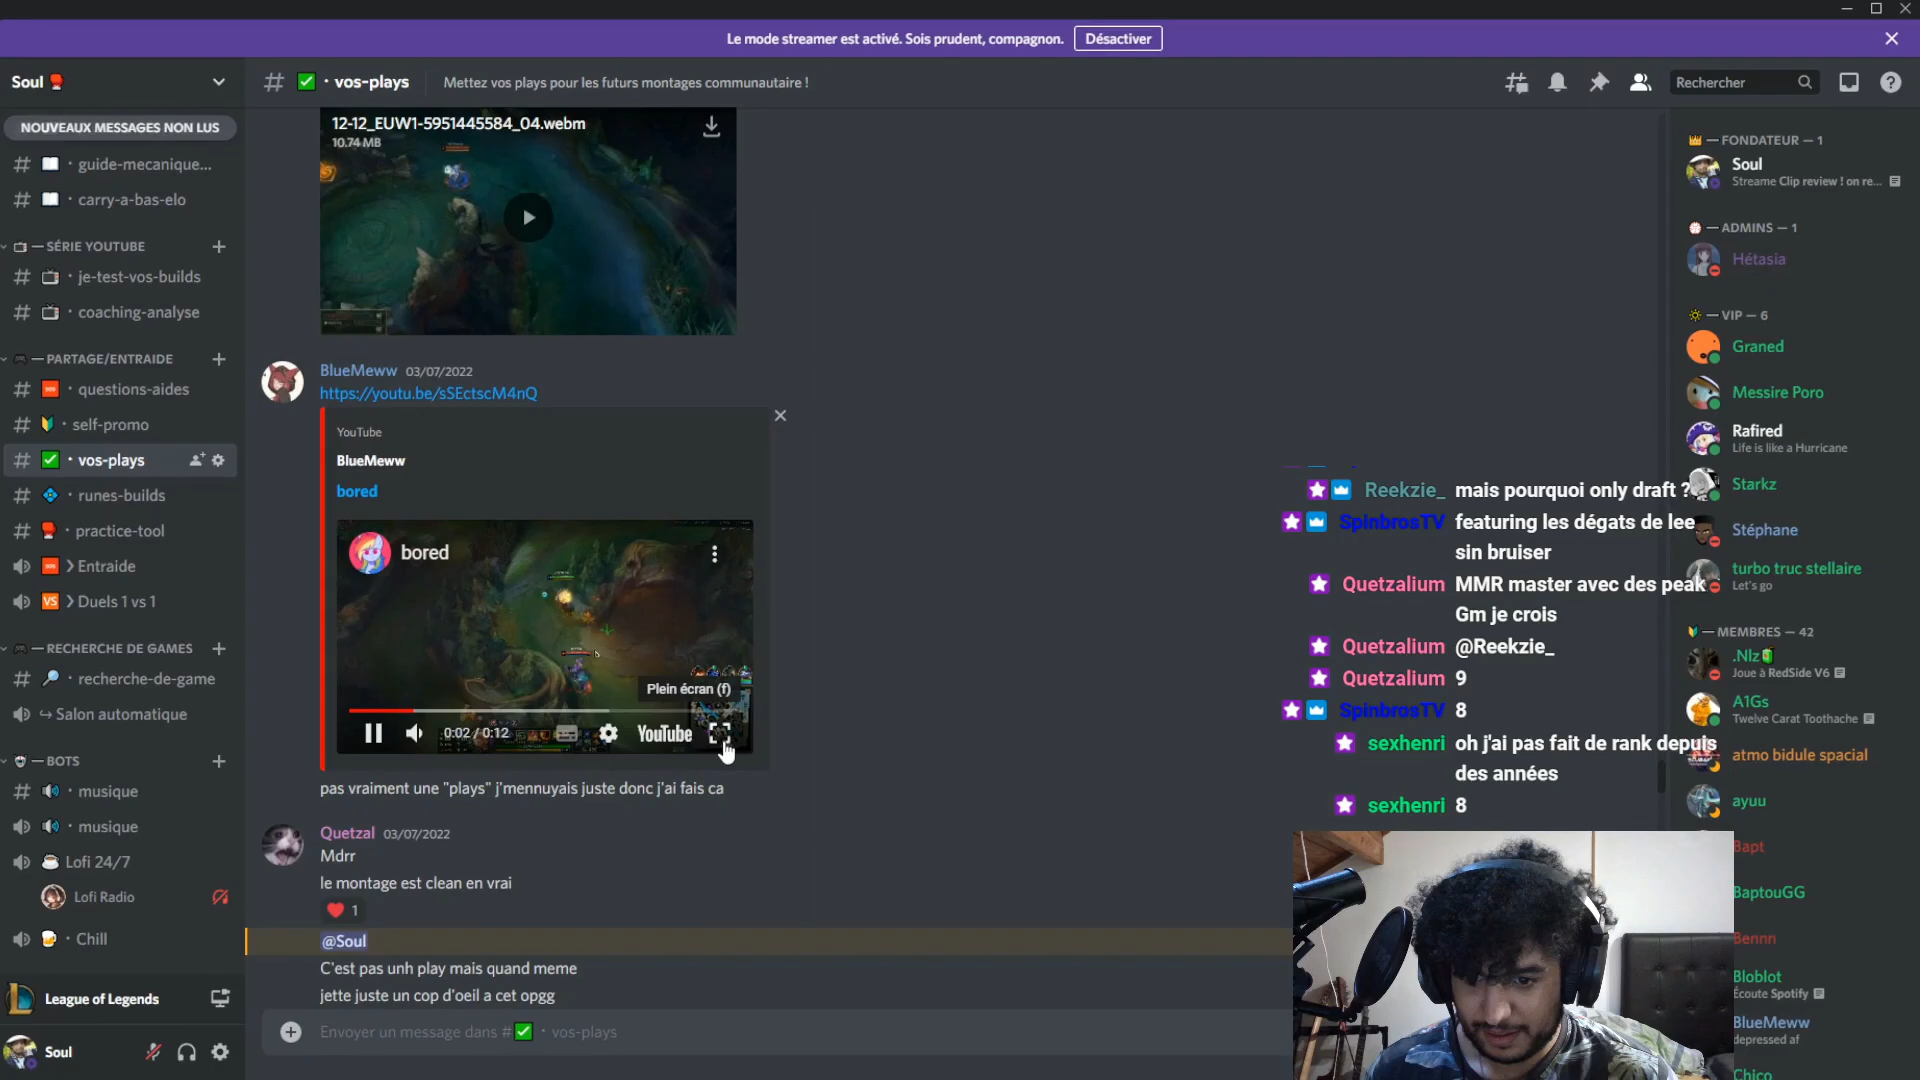 Le mode streamer est activé. Sois prudent, compagnon.
Désactiver
Soul
NOUVEAUX MESSAGES NON LUS
guide-mecanique...
carry-a-bas-elo
SÉRIE YOUTUBE
je-test-vos-builds
coaching-analyse
PARTAGE/ENTRAIDE
questions-aides
self-promo
vos-plays
runes-builds
practice-tool
Entraide
VS Duels 1 vs 1
RECHERCHE DE GAMES
recherche-de-game
Salon automatique
BOTS
musique
musique
Lofi 24/7
Lofi Radio
Chill
League of Legends
Soul
vos-plays
Mettez vos plays pour les futurs montages communautaire !
Rechercher
12-12_EUW1-5951445584_04.webm
10.74 MB
BlueMeww 03/07/2022
https://youtu.be/sSEctscM4nQ
YouTube
BlueMeww
bored
bored
Plein écran (f)
0:02 / 0:12
YouTube
pas vraiment une "plays" j'mennuyais juste donc j'ai fais ca
Quetzal 03/07/2022
Mdrr
le montage est clean en vrai
1
@Soul
C'est pas unh play mais quand meme
jette juste un cop d'oeil a cet opgg
Envoyer un message dans # vos-plays
Reekzie_ mais pourquoi only draft ?
SpinbrosTV featuring les dégats de lee
sin bruiser
Quetzalium MMR master avec des peak
Gm je crois
Quetzalium @Reekzie_
Quetzalium 9
SpinbrosTV 8
sexhenri oh j'ai pas fait de rank depuis
des années
sexhenri 8
FONDATEUR — 1
Soul
Streame Clip review ! on re...
ADMINS — 1
Hétasia
VIP — 6
Graned
Messire Poro
Rafired
Life is like a Hurricane
Starkz
Stéphane
turbo truc stellaire
Let's go
MEMBRES — 42
.Nlz
Joue à RedSide V6
A1Gs
Twelve Carat Toothache
atmo bidule spacial
ayuu
Bapt
BaptouGG
Bennn
Bloblot
Écoute Spotify
BlueMeww
depressed af
Chico